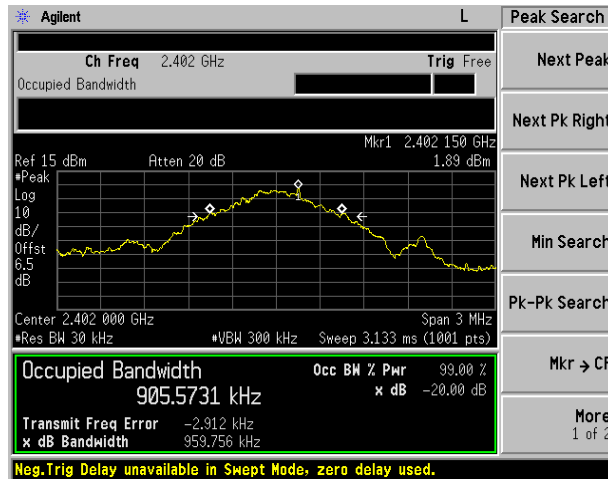 Agilent L Peak Search
Ch Freq 2.402 GHz Trig Free
Occupied Bandwidth
Next Peak
Next Pk Right
Mkr1 2.402 150 GHz
Ref 15 dBm Atten 20 dB 1.89 dBm
#Peak
Log
10
dB/
Offst
6.5
dB
1
Next Pk Left
Min Search
Pk-Pk Search
Center 2.402 000 GHz Span 3 MHz
#Res BW 30 kHz #VBW 300 kHz Sweep 3.133 ms (1001 pts)
Occupied Bandwidth Occ BW % Pwr 99.00 %
905.5731 kHz x dB -20.00 dB
Transmit Freq Error -2.912 kHz
x dB Bandwidth 959.756 kHz
Mkr → CF
More
1 of 2
Neg.Trig Delay unavailable in Swept Mode, zero delay used.